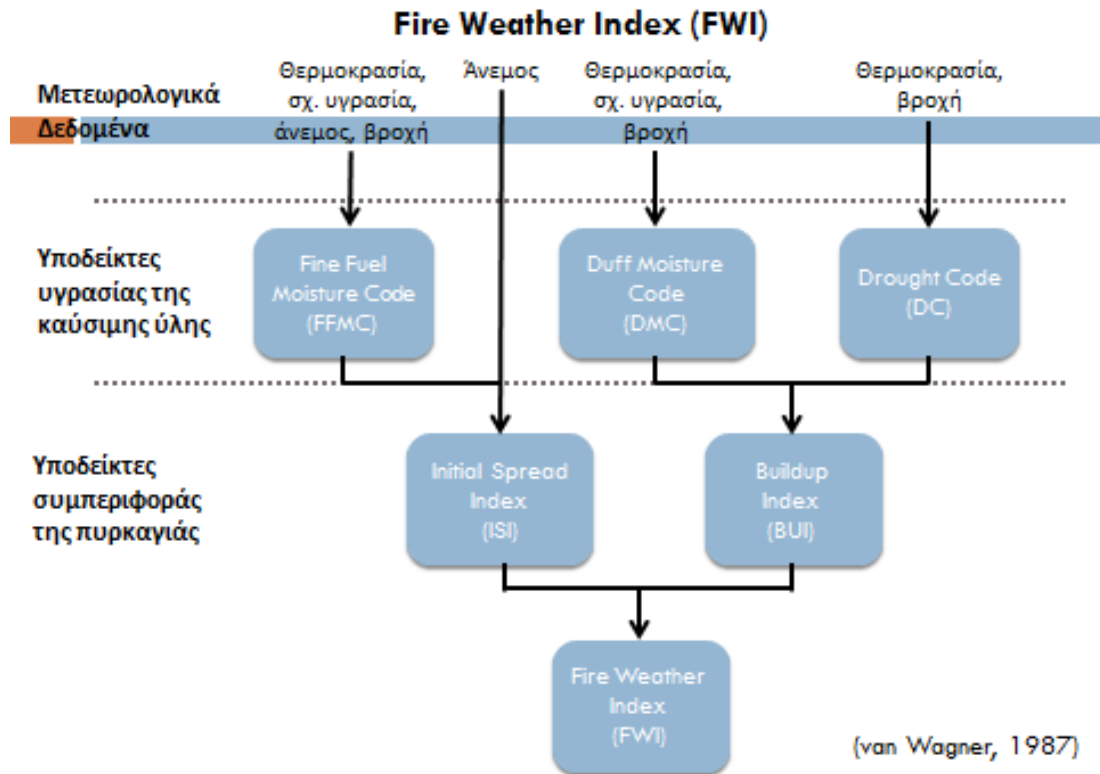 Fire Weather Index (FWI)
Μετεωρολογικά
Δεδομένα
Θερμοκρασία,
σχ. υγρασία,
άνεμος, βροχή
Άνεμος
Θερμοκρασία,
σχ. υγρασία,
βροχή
Θερμοκρασία,
βροχή
Υποδείκτες
υγρασίας της
καύσιμης ύλης
Fine Fuel
Moisture Code
(FFMC)
Duff Moisture
Code
(DMC)
Drought Code
(DC)
Υποδείκτες
συμπεριφοράς
της πυρκαγιάς
Initial Spread
Index
(ISI)
Buildup
Index
(BUI)
Fire Weather
Index
(FWI)
(van Wagner, 1987)